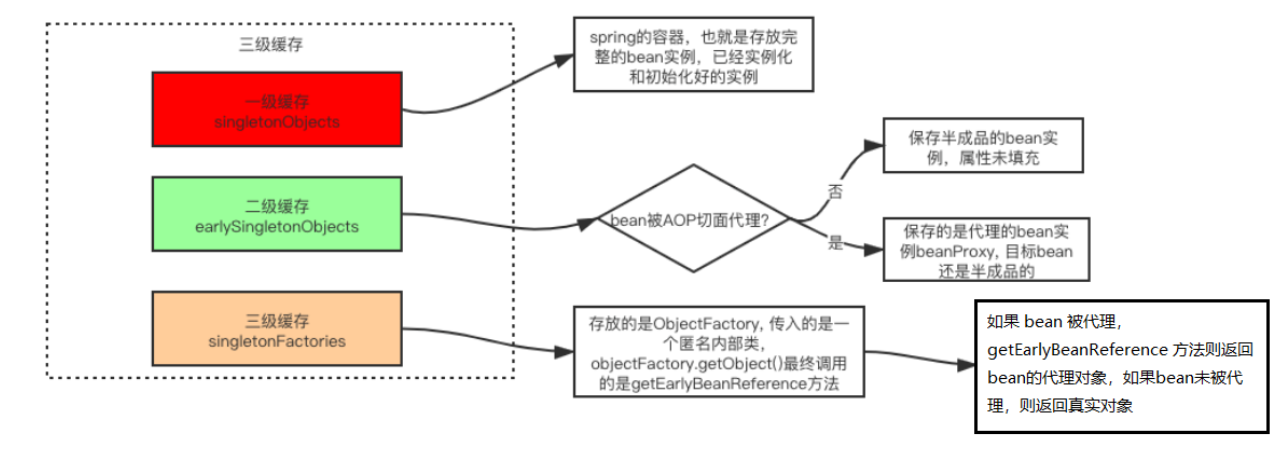 三级缓存
一级缓存
singletonObjects
spring的容器，也就是存放完
整的bean实例，已经实例化
和初始化好的实例
二级缓存
earlySingletonObjects
bean被AOP切面代理?
否
保存半成品的bean实
例，属性未填充
是
保存的是代理的bean实
例beanProxy, 目标bean
还是半成品的
三级缓存
singletonFactories
存放的是ObjectFactory, 传入的是一
个匿名内部类，
objectFactory.getObject()最终调用
的是getEarlyBeanReference方法
如果 bean 被代理，
getEarlyBeanReference 方法则返回
bean的代理对象，如果bean未被代
理，则返回真实对象